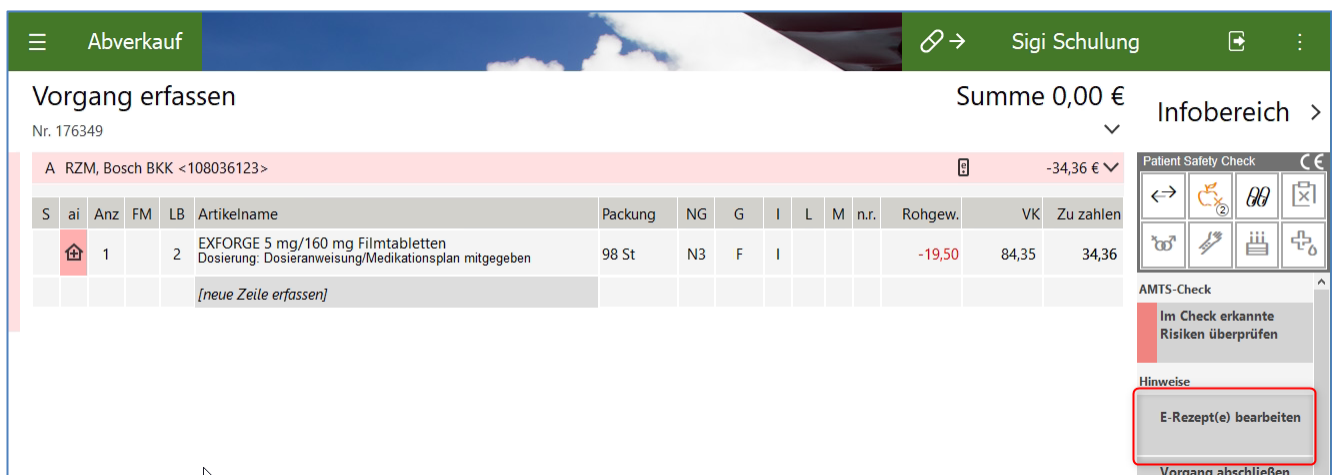 Abverkauf
Sigi Schulung
Vorgang erfassen
Summe 0,00 €
Nr. 176349
Infobereich
A RZM, Bosch BKK <108036123>
-34,36 €
Patient Safety Check
CE
2
S ai Anz FM LB Artikelname Packung NG G I L M n.r. Rohgew. VK Zu zahlen
1 2 EXFORGE 5 mg/160 mg Filmtabletten 98 St N3 F I -19,50 84,35 34,36
Dosierung: Dosieranweisung/Medikationsplan mitgegeben
[neue Zeile erfassen]
AMTS-Check
Im Check erkannte
Risiken überprüfen
Hinweise
E-Rezept(e) bearbeiten
Vorgang abschließen